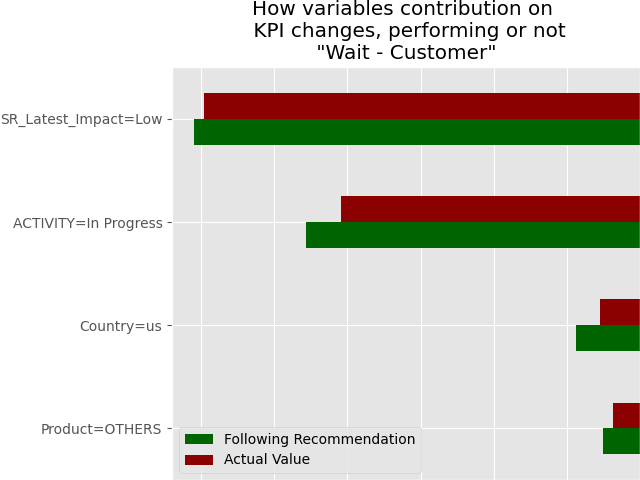 How variables contribution on
KPI changes, performing or not
"Wait - Customer"
SR_Latest_Impact=Low
ACTIVITY=In Progress
Country=us
Product=OTHERS
Following Recommendation
Actual Value